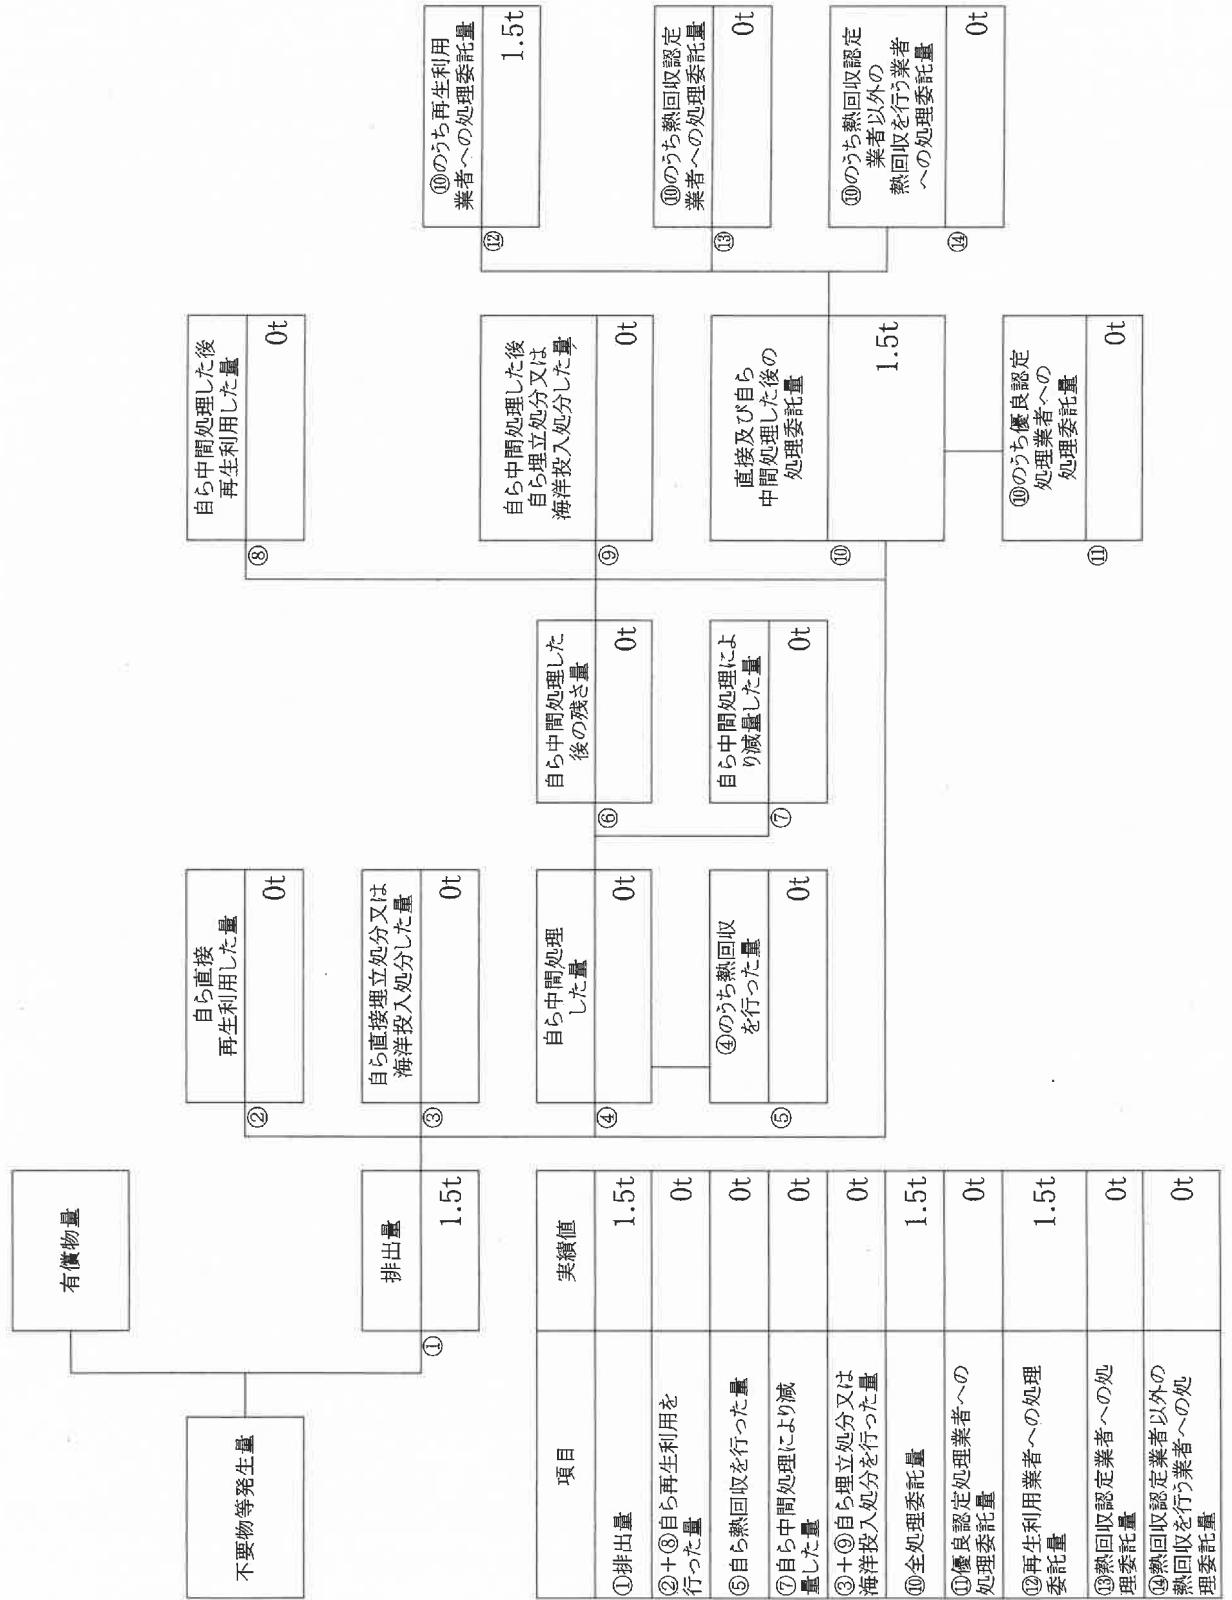 不要物等発生量
有償物量
排出量
①
1.5t
自ら直接
再生利用した量
②
0t
自ら直接埋立処分又は
海洋投入処分した量
③
0t
自ら中間処理
した量
④
0t
④のうち熱回収
を行った量
⑤
0t
自ら中間処理した
後の残さ量
⑥
0t
自ら中間処理によ
り減量した量
⑦
0t
自ら中間処理した後
再生利用した量
⑧
0t
自ら中間処理した後
自ら埋立処分又は
海洋投入処分した量
⑨
0t
直接及び自ら
中間処理した後の
処理委託量
⑩
1.5t
⑩のうち優良認定
処理業者への
処理委託量
⑪
0t
⑩のうち再生利用
業者への処理委託量
⑫
1.5t
⑩のうち熱回収認定
業者への処理委託量
⑬
0t
⑩のうち熱回収認定
業者以外の
熱回収を行う業者
への処理委託量
⑭
0t
項目 実績値
①排出量 1.5t
②+⑧自ら再生利用を
行った量 0t
⑤自ら熱回収を行った量 0t
⑦自ら中間処理により減
量した量 0t
③+⑨自ら埋立処分又は
海洋投入処分を行った量 0t
⑩全処理委託量 1.5t
⑪優良認定処理業者への
処理委託量 0t
⑫再生利用業者への処理
委託量 1.5t
⑬熱回収認定業者への処
理委託量 0t
⑭熱回収認定業者以外の
熱回収を行う業者への処
理委託量 0t